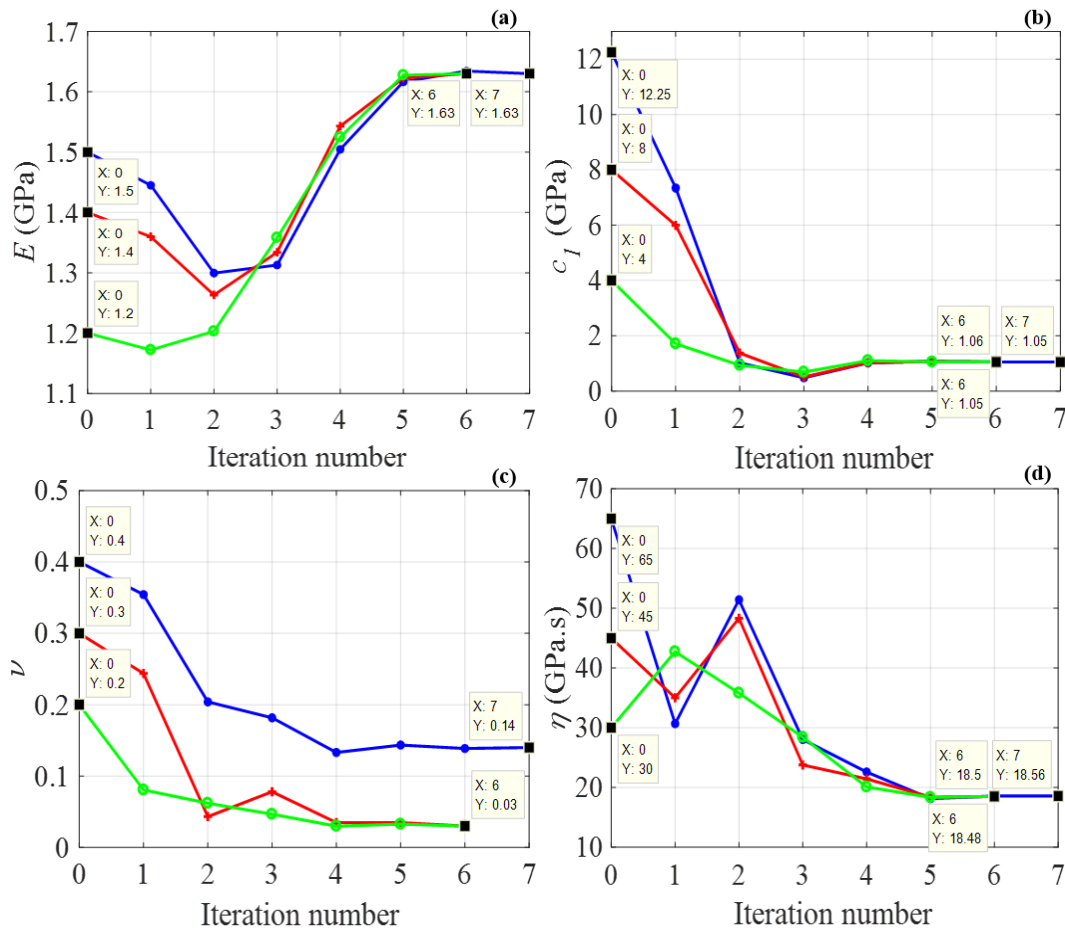 (a)
1.7
1.6
1.5
1.4
1.3
1.2
1.1
E (GPa)
X: 0
Y: 1.5
X: 0
Y: 1.4
X: 0
Y: 1.2
X: 6
Y: 1.63
X: 7
Y: 1.63
0 1 2 3 4 5 6 7
Iteration number
(b)
12
10
8
6
4
2
0
c1 (GPa)
X: 0
Y: 12.25
X: 0
Y: 8
X: 0
Y: 4
X: 6
Y: 1.06
X: 7
Y: 1.05
X: 6
Y: 1.05
0 1 2 3 4 5 6 7
Iteration number
(c)
0.5
0.4
0.3
0.2
0.1
0
ν
X: 0
Y: 0.4
X: 0
Y: 0.3
X: 0
Y: 0.2
X: 7
Y: 0.14
X: 6
Y: 0.03
0 1 2 3 4 5 6 7
Iteration number
(d)
70
60
50
40
30
20
10
η (GPa.s)
X: 0
Y: 65
X: 0
Y: 45
X: 0
Y: 30
X: 6
Y: 18.5
X: 7
Y: 18.56
X: 6
Y: 18.48
0 1 2 3 4 5 6 7
Iteration number